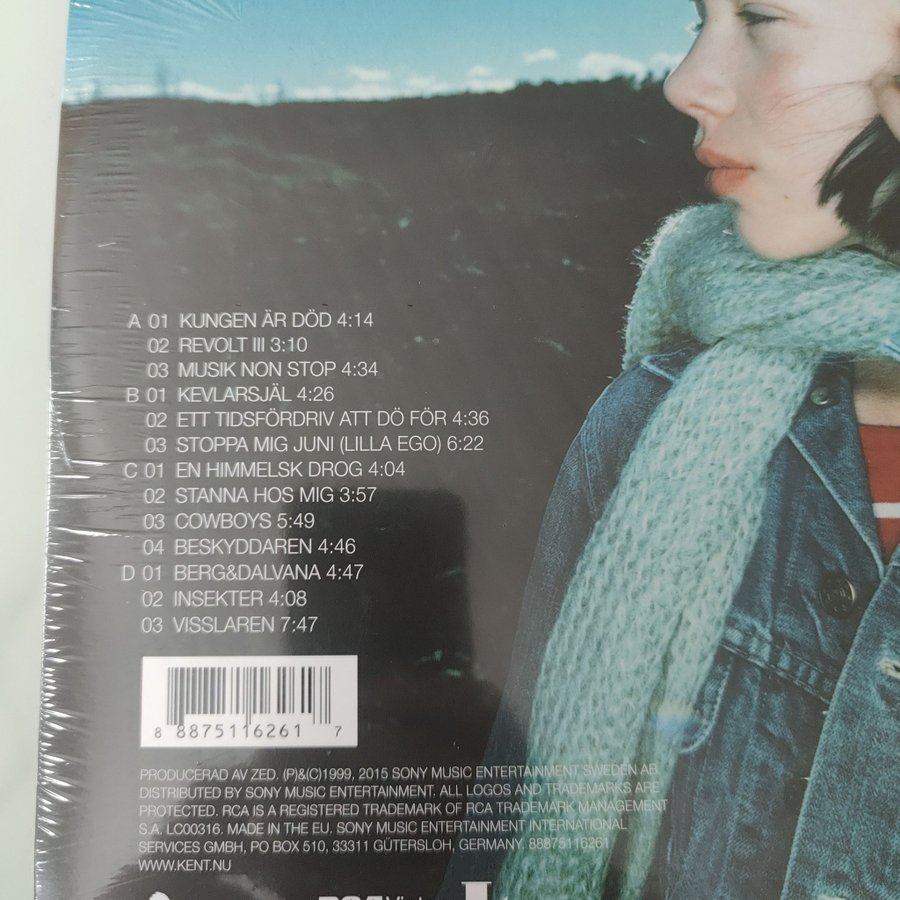 A 01 KUNGEN ÄR DÖD 4:14
02 REVOLT III 3:10
03 MUSIK NON STOP 4:34
B 01 KEVLARSJÄL 4:26
02 ETT TIDSFÖRDRIV ATT DÖ FÖR 4:36
03 STOPPA MIG JUNI (LILLA EGO) 6:22
C 01 EN HIMMELSK DROG 4:04
02 STANNA HOS MIG 3:57
03 COWBOYS 5:49
04 BESKYDDAREN 4:46
D 01 BERG&DALVANA 4:47
02 INSEKTER 4:08
03 VISSLAREN 7:47
8 88751 16261 7
PRODUCERAD AV ZED. (P)&(C)1999, 2015 SONY MUSIC ENTERTAINMENT SWEDEN AB.
DISTRIBUTED BY SONY MUSIC ENTERTAINMENT. ALL LOGOS AND TRADEMARKS ARE
PROTECTED. RCA IS A REGISTERED TRADEMARK OF RCA TRADEMARK MANAGEMENT
S.A. LC00316. MADE IN THE EU. SONY MUSIC ENTERTAINMENT INTERNATIONAL
SERVICES GMBH, PO BOX 510, 33311 GÜTERSLOH, GERMANY. 88875116261
WWW.KENT.NU